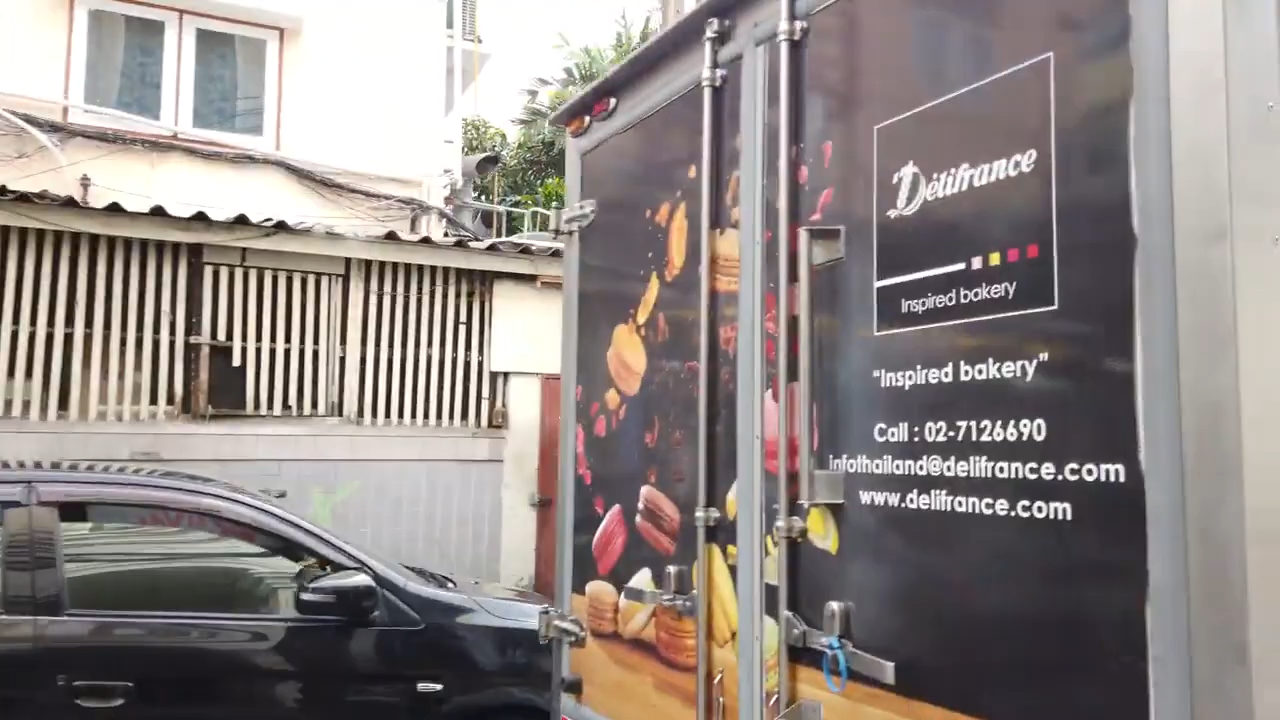 Délifrance
Inspired bakery
“Inspired bakery”
Call : 02-7126690
infothailand@delifrance.com
www.delifrance.com